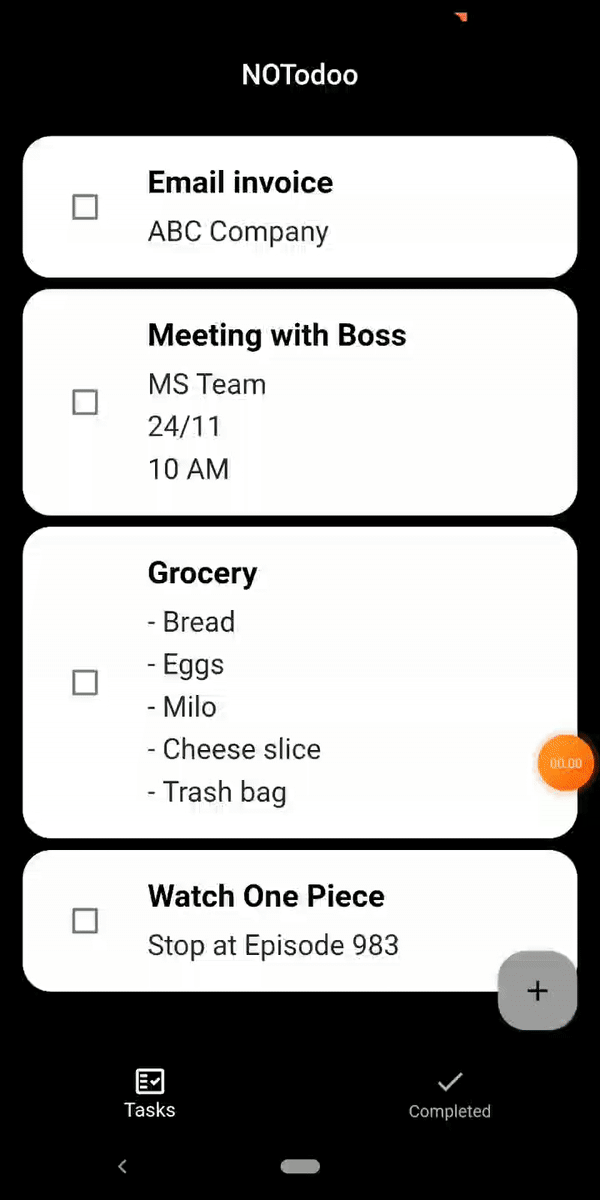 NOTodoo
Email invoice
ABC Company
Meeting with Boss
MS Team
24/11
10 AM
Grocery
- Bread
- Eggs
- Milo
- Cheese slice
- Trash bag
00:00
Watch One Piece
Stop at Episode 983
+
Tasks
Completed